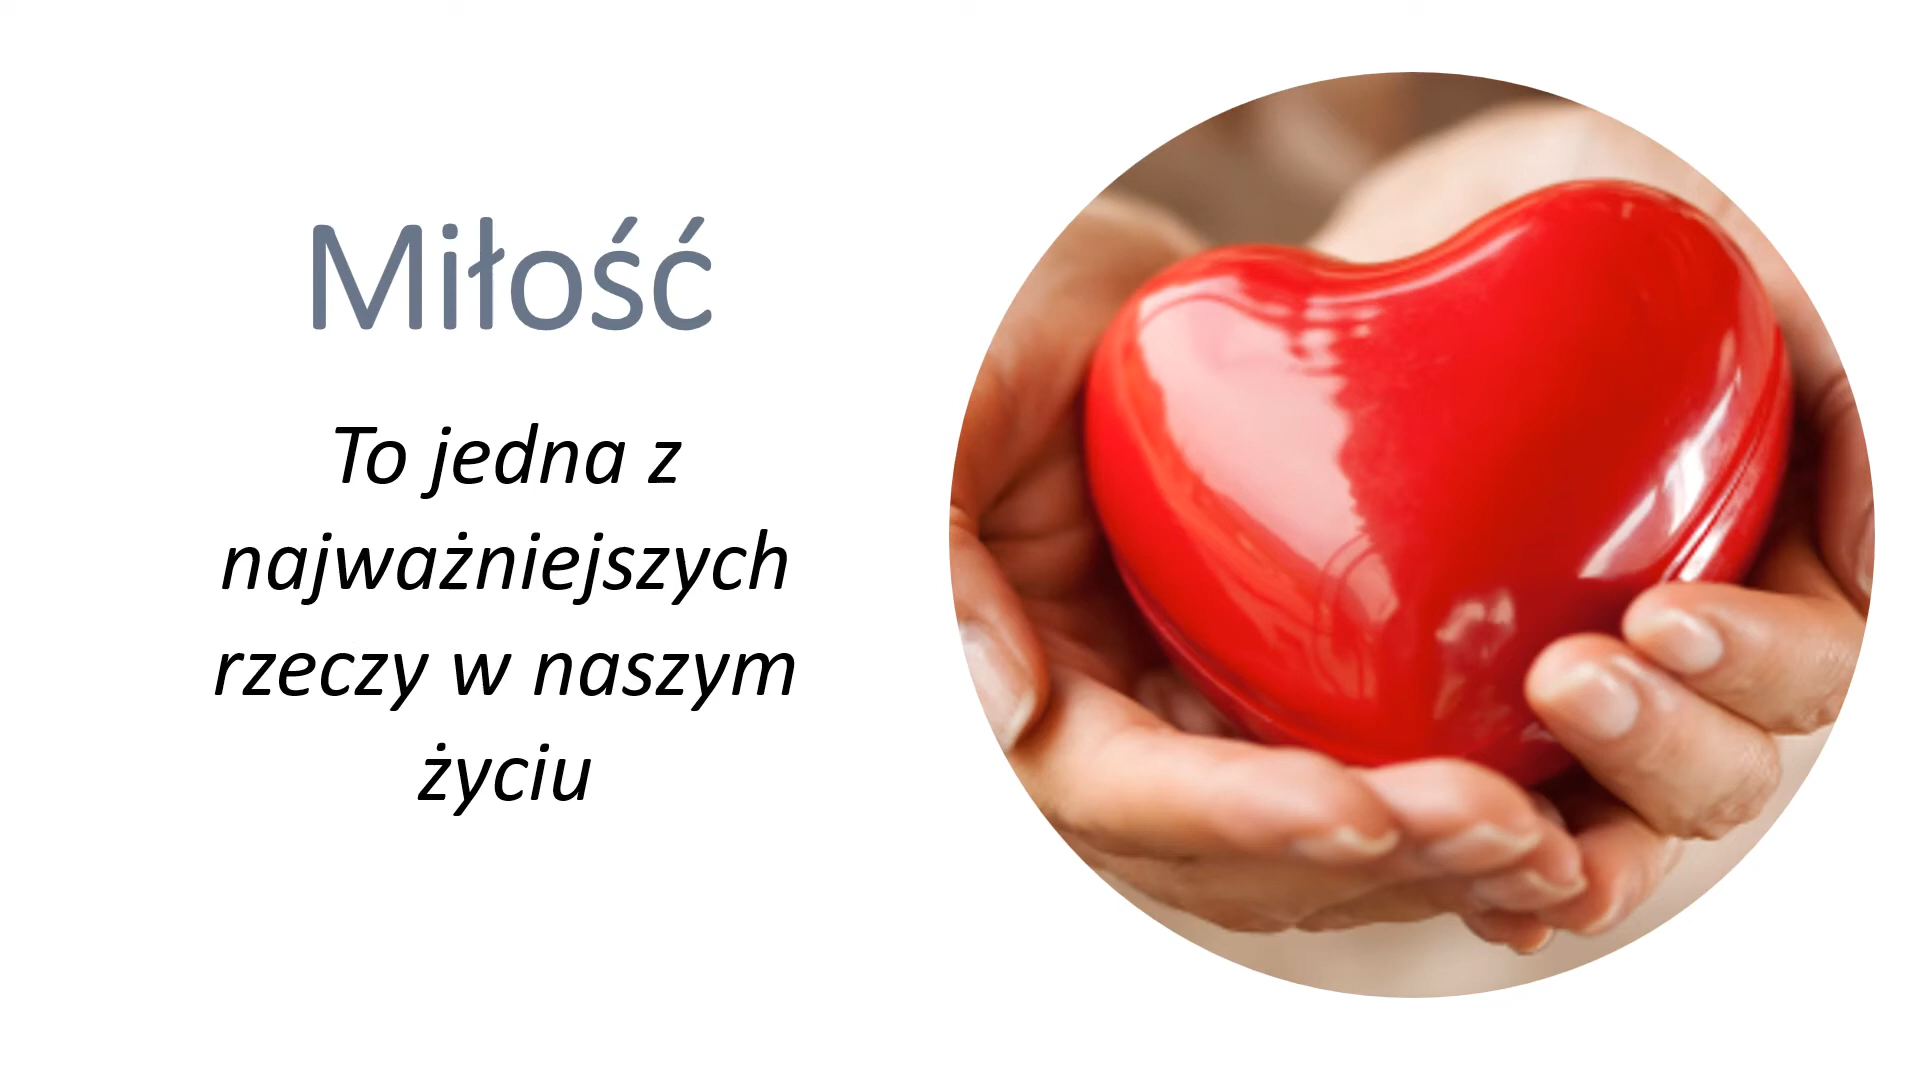 Miłość
To jedna z
najważniejszych
rzeczy w naszym
życiu